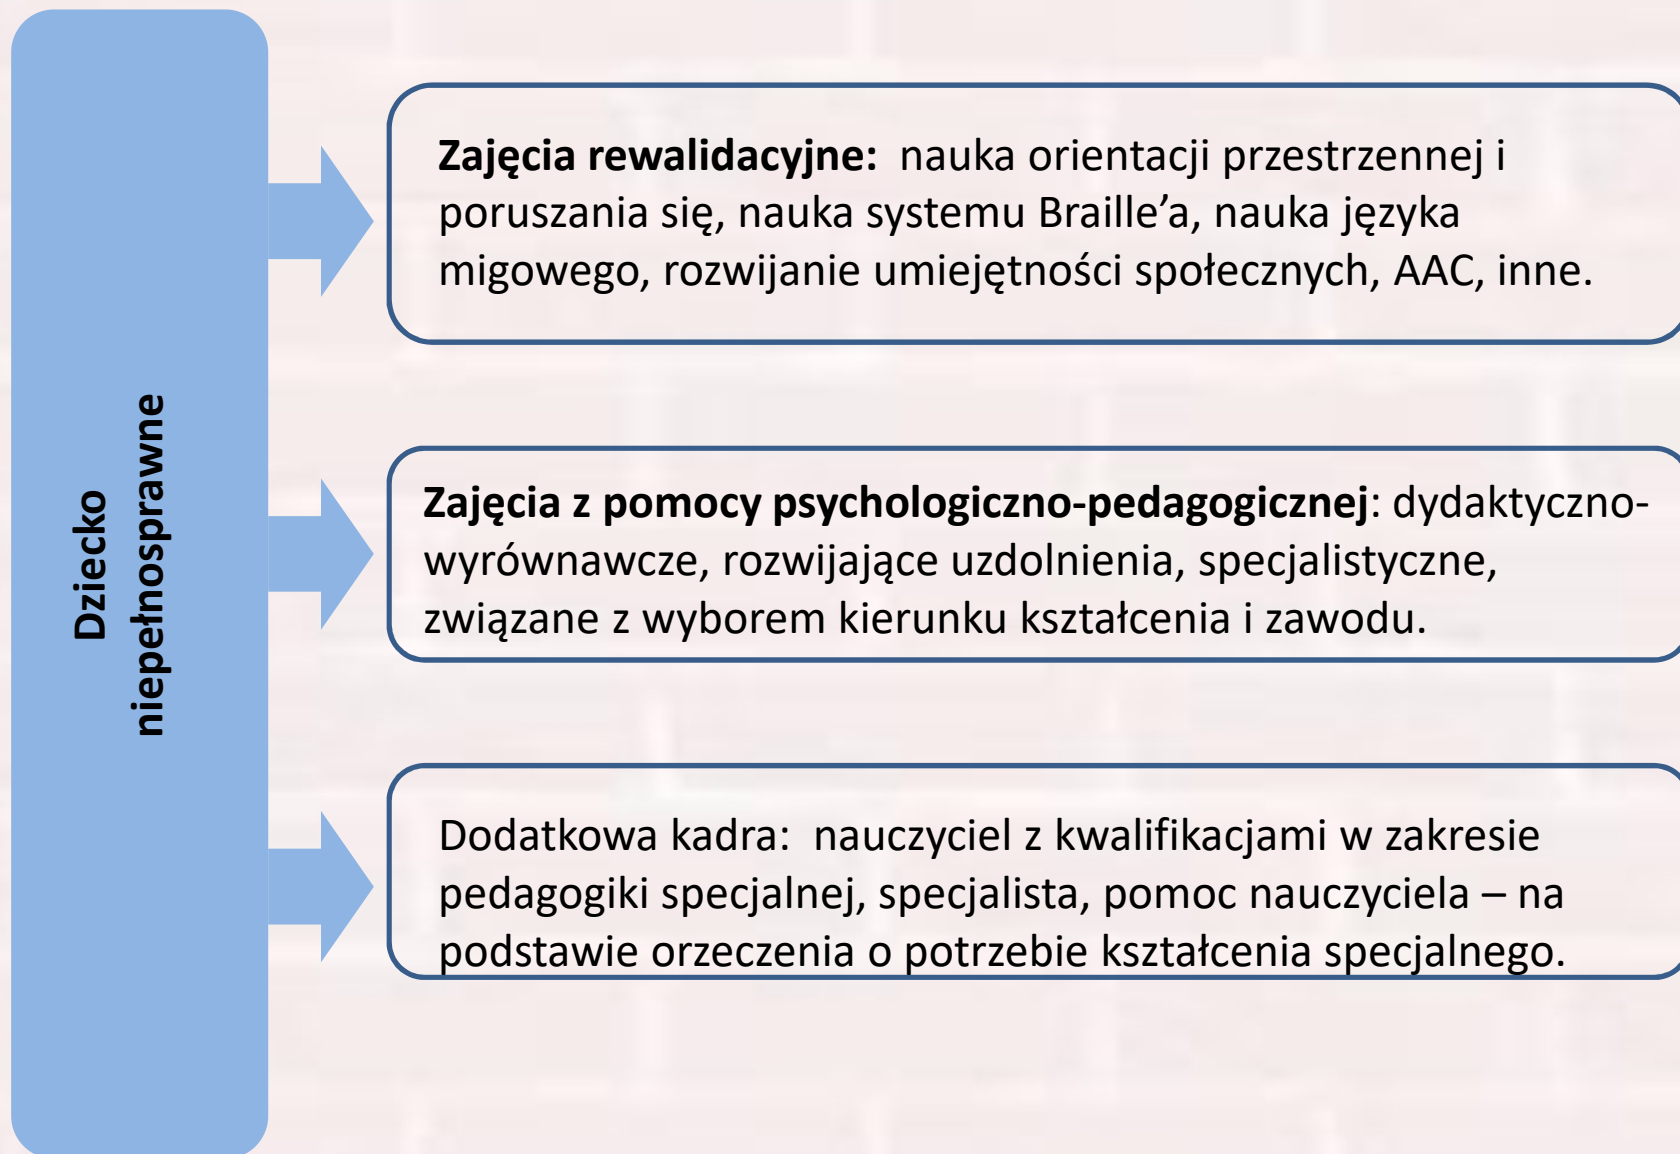 Dziecko
niepełnosprawne
Zajęcia rewalidacyjne:  nauka orientacji przestrzennej i
poruszania się, nauka systemu Braille’a, nauka języka
migowego, rozwijanie umiejętności społecznych, AAC, inne.
Zajęcia z pomocy psychologiczno-pedagogicznej: dydaktyczno-
wyrównawcze, rozwijające uzdolnienia, specjalistyczne,
związane z wyborem kierunku kształcenia i zawodu.
Dodatkowa kadra:  nauczyciel z kwalifikacjami w zakresie
pedagogiki specjalnej, specjalista, pomoc nauczyciela – na
podstawie orzeczenia o potrzebie kształcenia specjalnego.